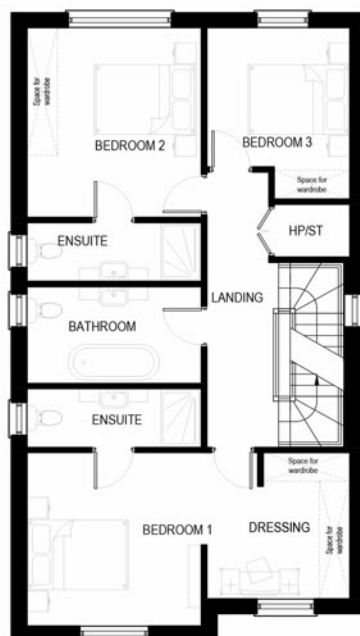 Space for
wardrobe
BEDROOM 2
BEDROOM 3
Space for
wardrobe
HP/ST
ENSUITE
LANDING
BATHROOM
ENSUITE
Space for
wardrobe
BEDROOM 1
DRESSING
Space for
wardrobe